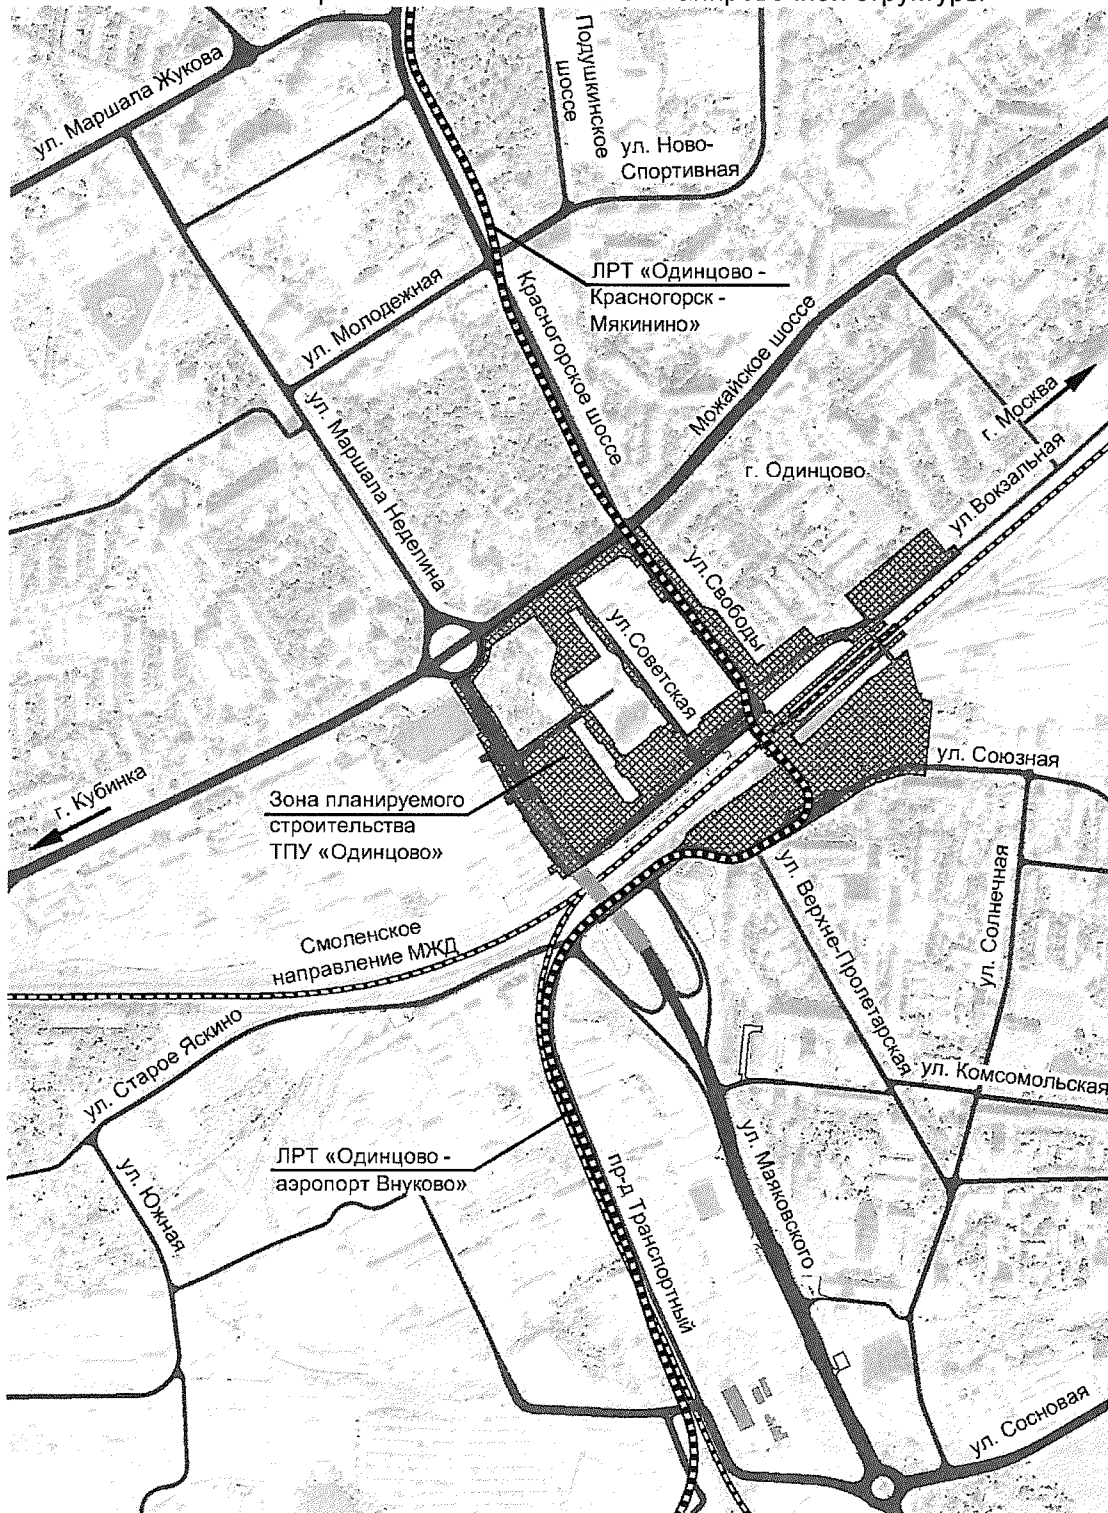 структуры
ул. Маршала Жукова
Подушкинское
шоссе
ул. Ново-
Спортивная
ЛРТ «Одинцово -
Красногорск -
Мякинино»
ул. Молодежная
Красногорское шоссе
Можайское шоссе
г. Москва
ул. Маршала Неделина
г. Одинцово
ул.Вокзальная
ул.Свободы
ул.Советская
ул. Союзная
г. Кубинка
Зона планируемого
строительства
ТПУ «Одинцово»
ул. Верхне-Пролетарская
ул. Солнечная
Смоленское
направление МЖД
ул. Старое Яскино
ул. Комсомольская
ул. Южная
ЛРТ «Одинцово -
аэропорт Внуково»
пр-д Транспортный
ул. Маяковского
ул. Сосновая